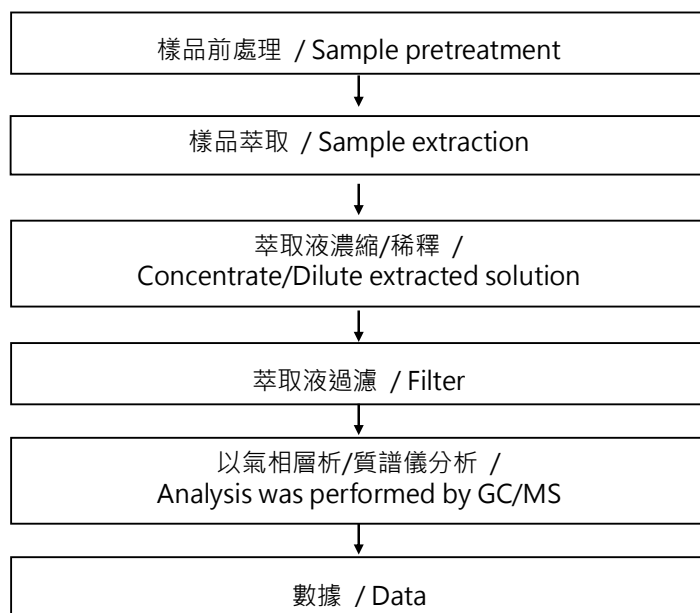 樣品前處理 / Sample pretreatment
樣品萃取 / Sample extraction
萃取液濃縮/稀釋 /
Concentrate/Dilute extracted solution
萃取液過濾 / Filter
以氣相層析/質譜儀分析 /
Analysis was performed by GC/MS
數據 / Data